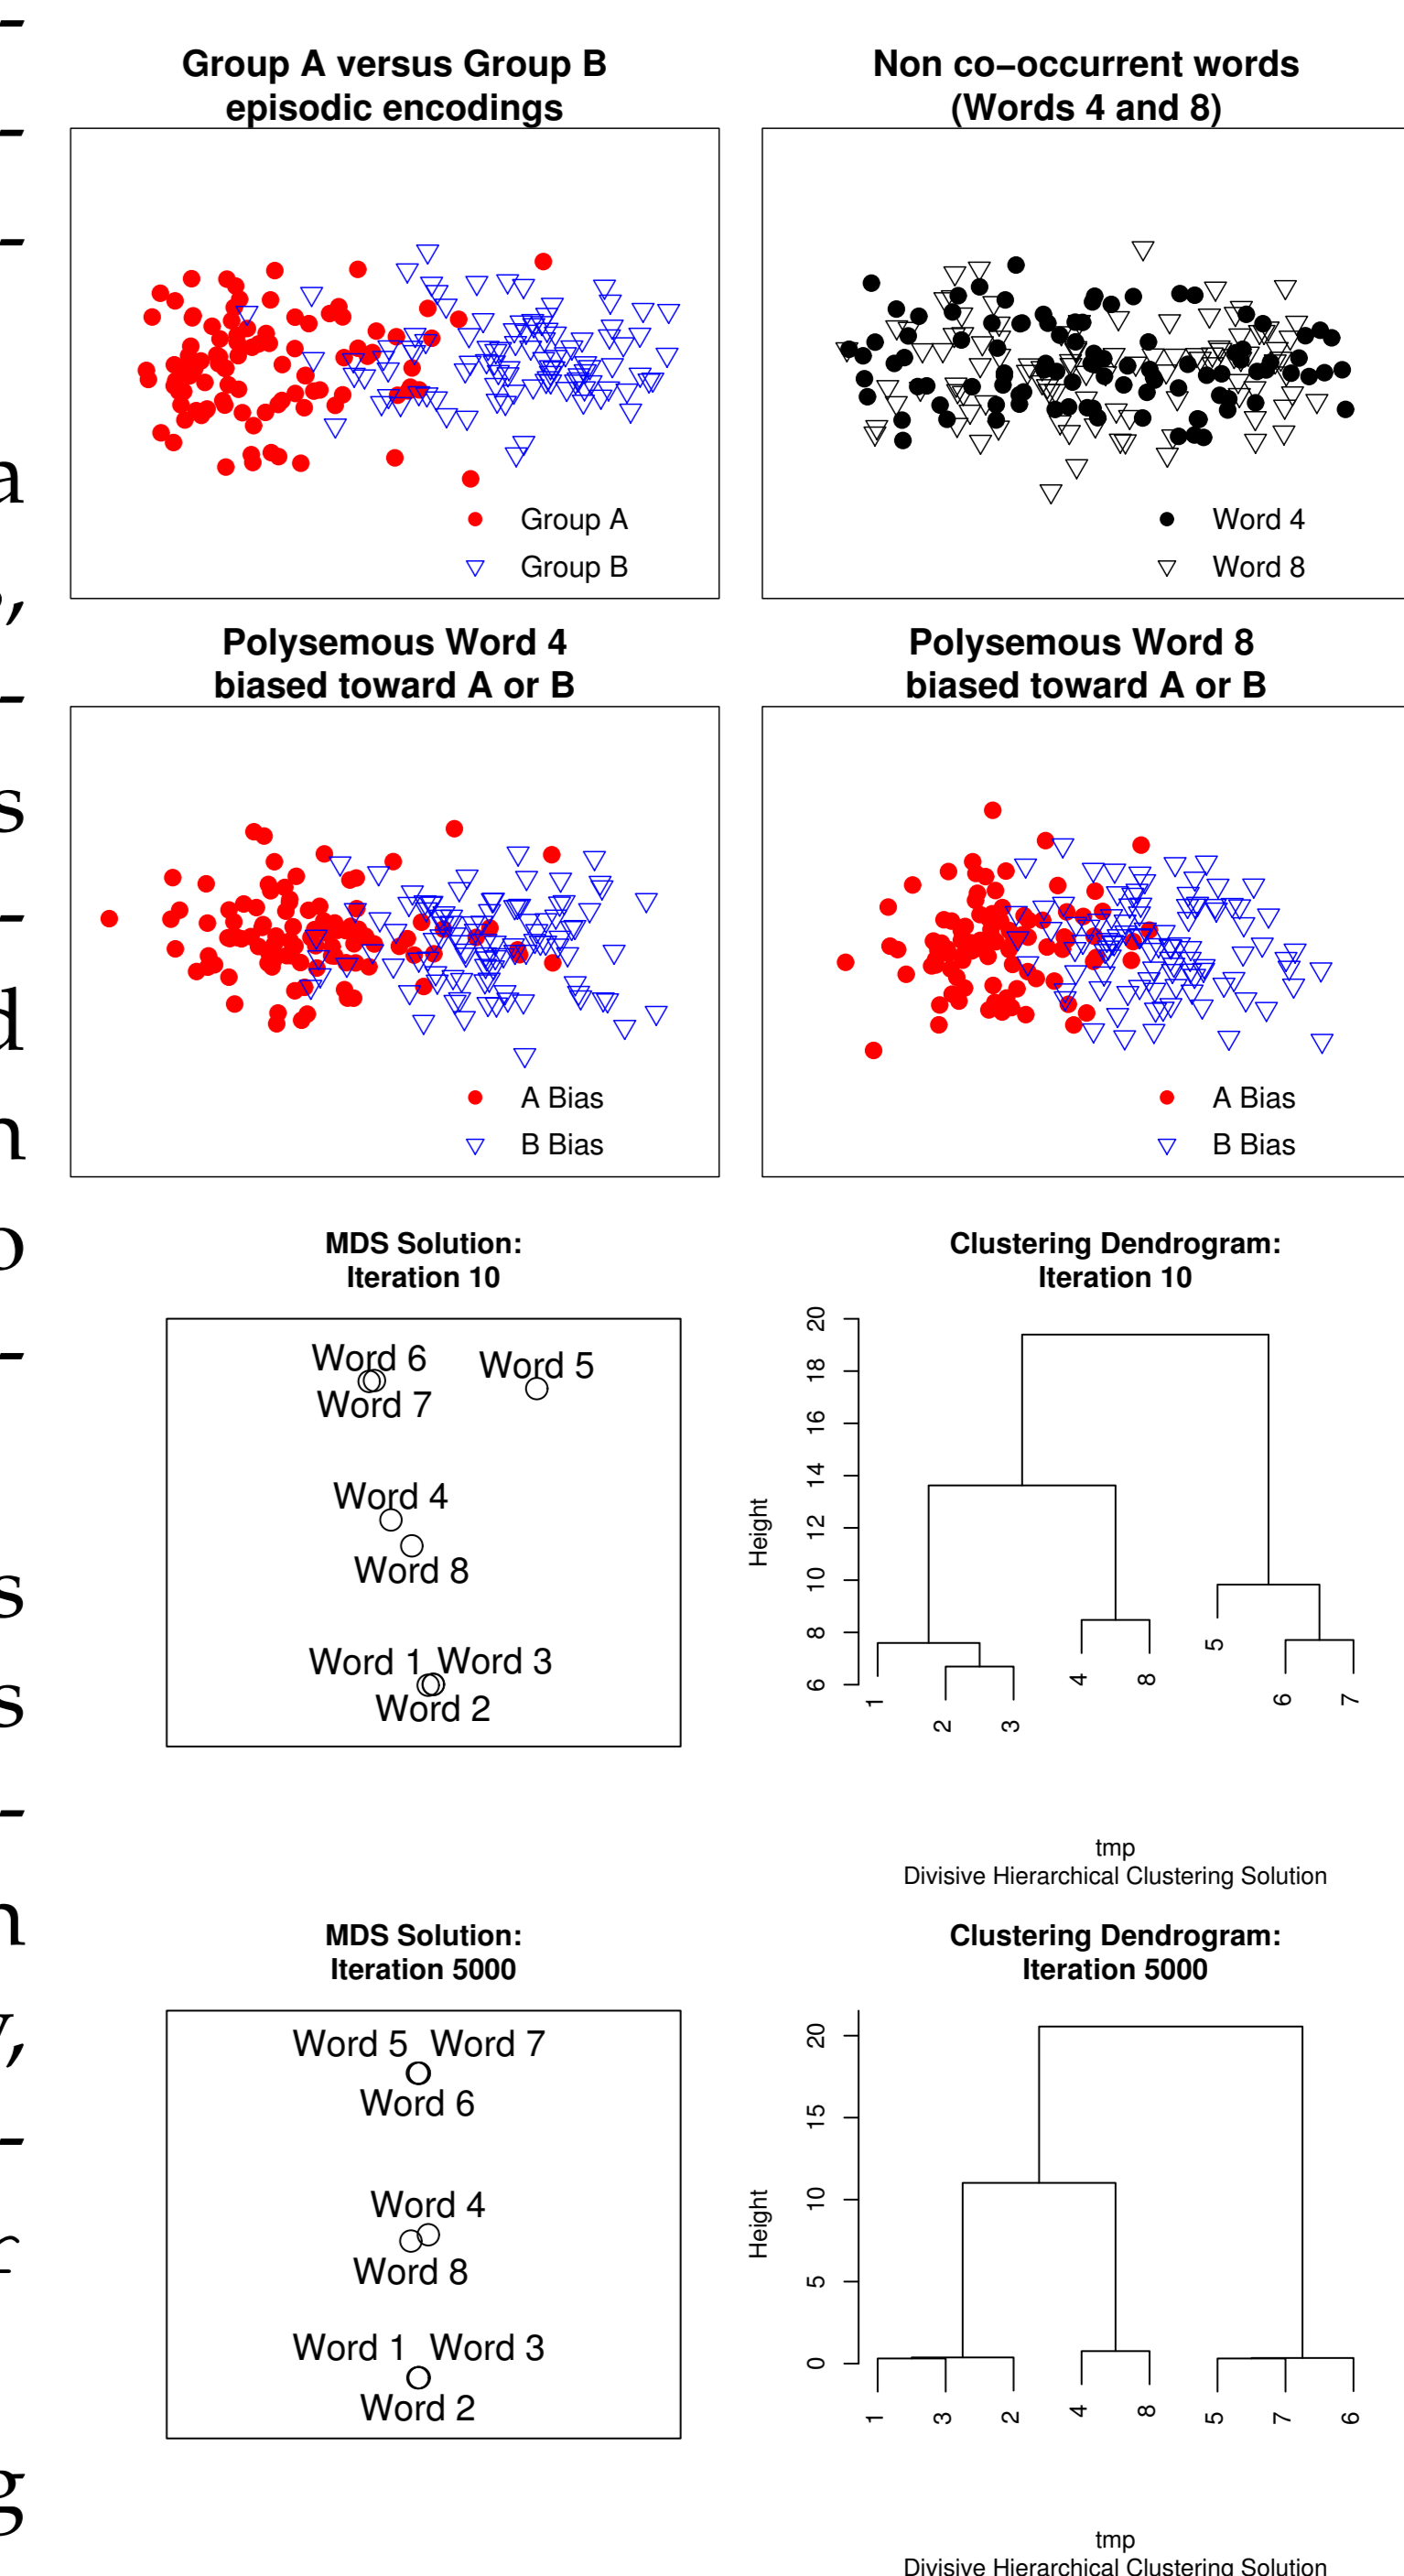 Group A versus Group B
episodic encodings
Group A
Group B
Non co−occurrent words
(Words 4 and 8)
Word 4
Word 8
Polysemous Word 4
biased toward A or B
A Bias
B Bias
Polysemous Word 8
biased toward A or B
A Bias
B Bias
MDS Solution:
Iteration 10
Word 6
Word 5
Word 7
Word 4
Word 8
Word 1 Word 3
Word 2
Clustering Dendrogram:
Iteration 10
Height
20
18
16
14
12
10
8
6
1
2
3
4
8
5
6
7
tmp
Divisive Hierarchical Clustering Solution
MDS Solution:
Iteration 5000
Word 5 Word 7
Word 6
Word 4
Word 8
Word 1 Word 3
Word 2
Clustering Dendrogram:
Iteration 5000
Height
20
15
10
5
0
1
3
2
4
8
5
7
6
tmp
Divisive Hierarchical Clustering Solution